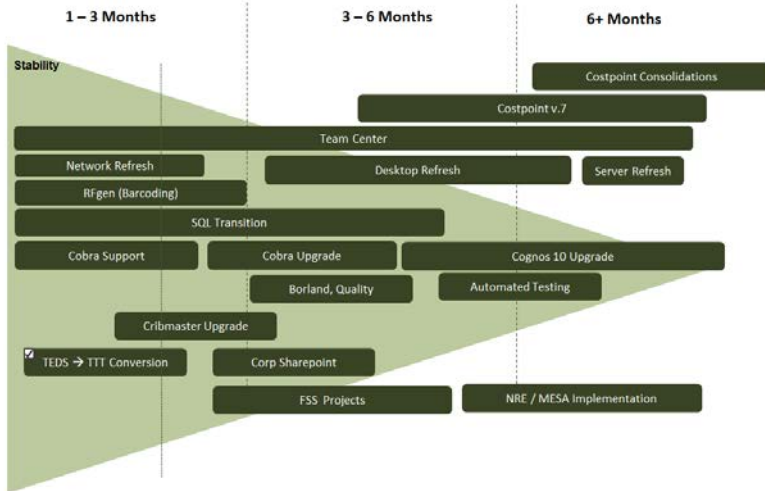 1 – 3 Months 3 – 6 Months 6+ Months
Stability
Costpoint Consolidations
Costpoint v.7
Team Center
Network Refresh Desktop Refresh Server Refresh
RFgen (Barcoding)
SQL Transition
Cobra Support Cobra Upgrade Cognos 10 Upgrade
Borland, Quality Automated Testing
Cribmaster Upgrade
TEDS → TTT Conversion Corp Sharepoint
FSS Projects NRE / MESA Implementation